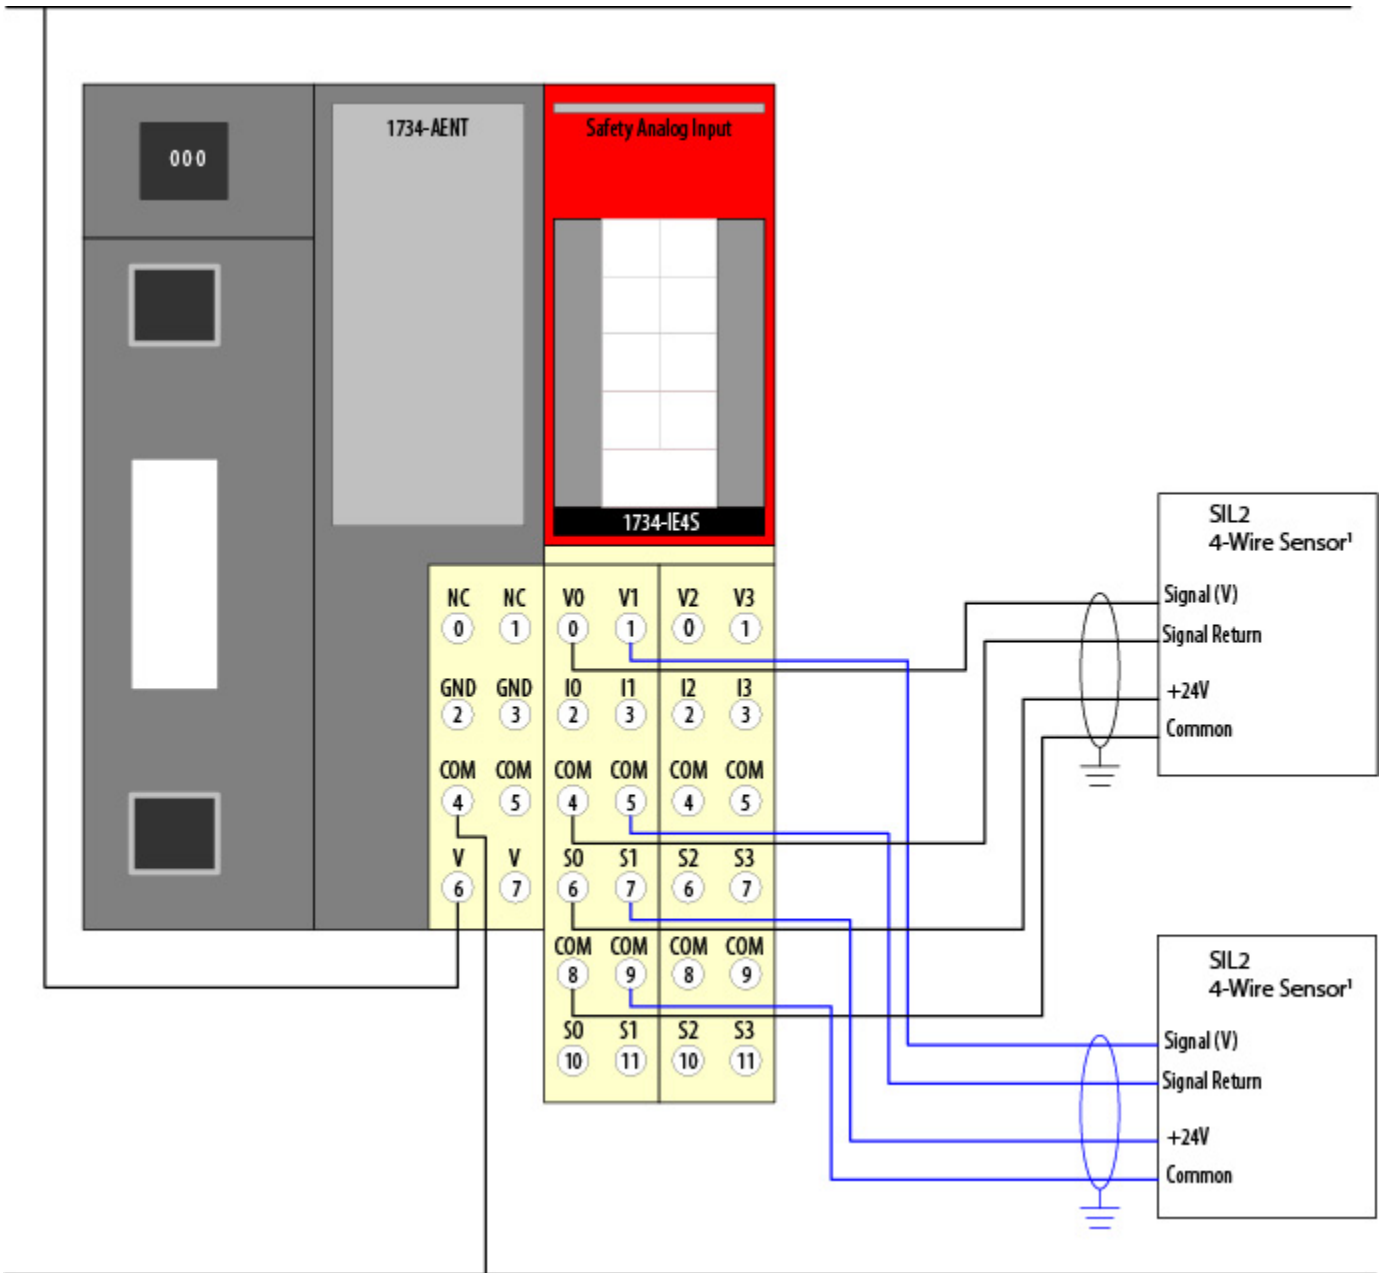 1734-AENT
Safety Analog Input
000
1734-IE4S
SIL2
4-Wire Sensor¹
Signal (V)
Signal Return
+24V
Common
NC NC V0 V1 V2 V3
0 1 0 1 0 1
GND GND I0 I1 I2 I3
2 3 2 3 2 3
COM COM COM COM COM COM
4 5 4 5 4 5
V V S0 S1 S2 S3
6 7 6 7 6 7
COM COM COM COM
8 9 8 9
S0 S1 S2 S3
10 11 10 11
SIL2
4-Wire Sensor¹
Signal (V)
Signal Return
+24V
Common